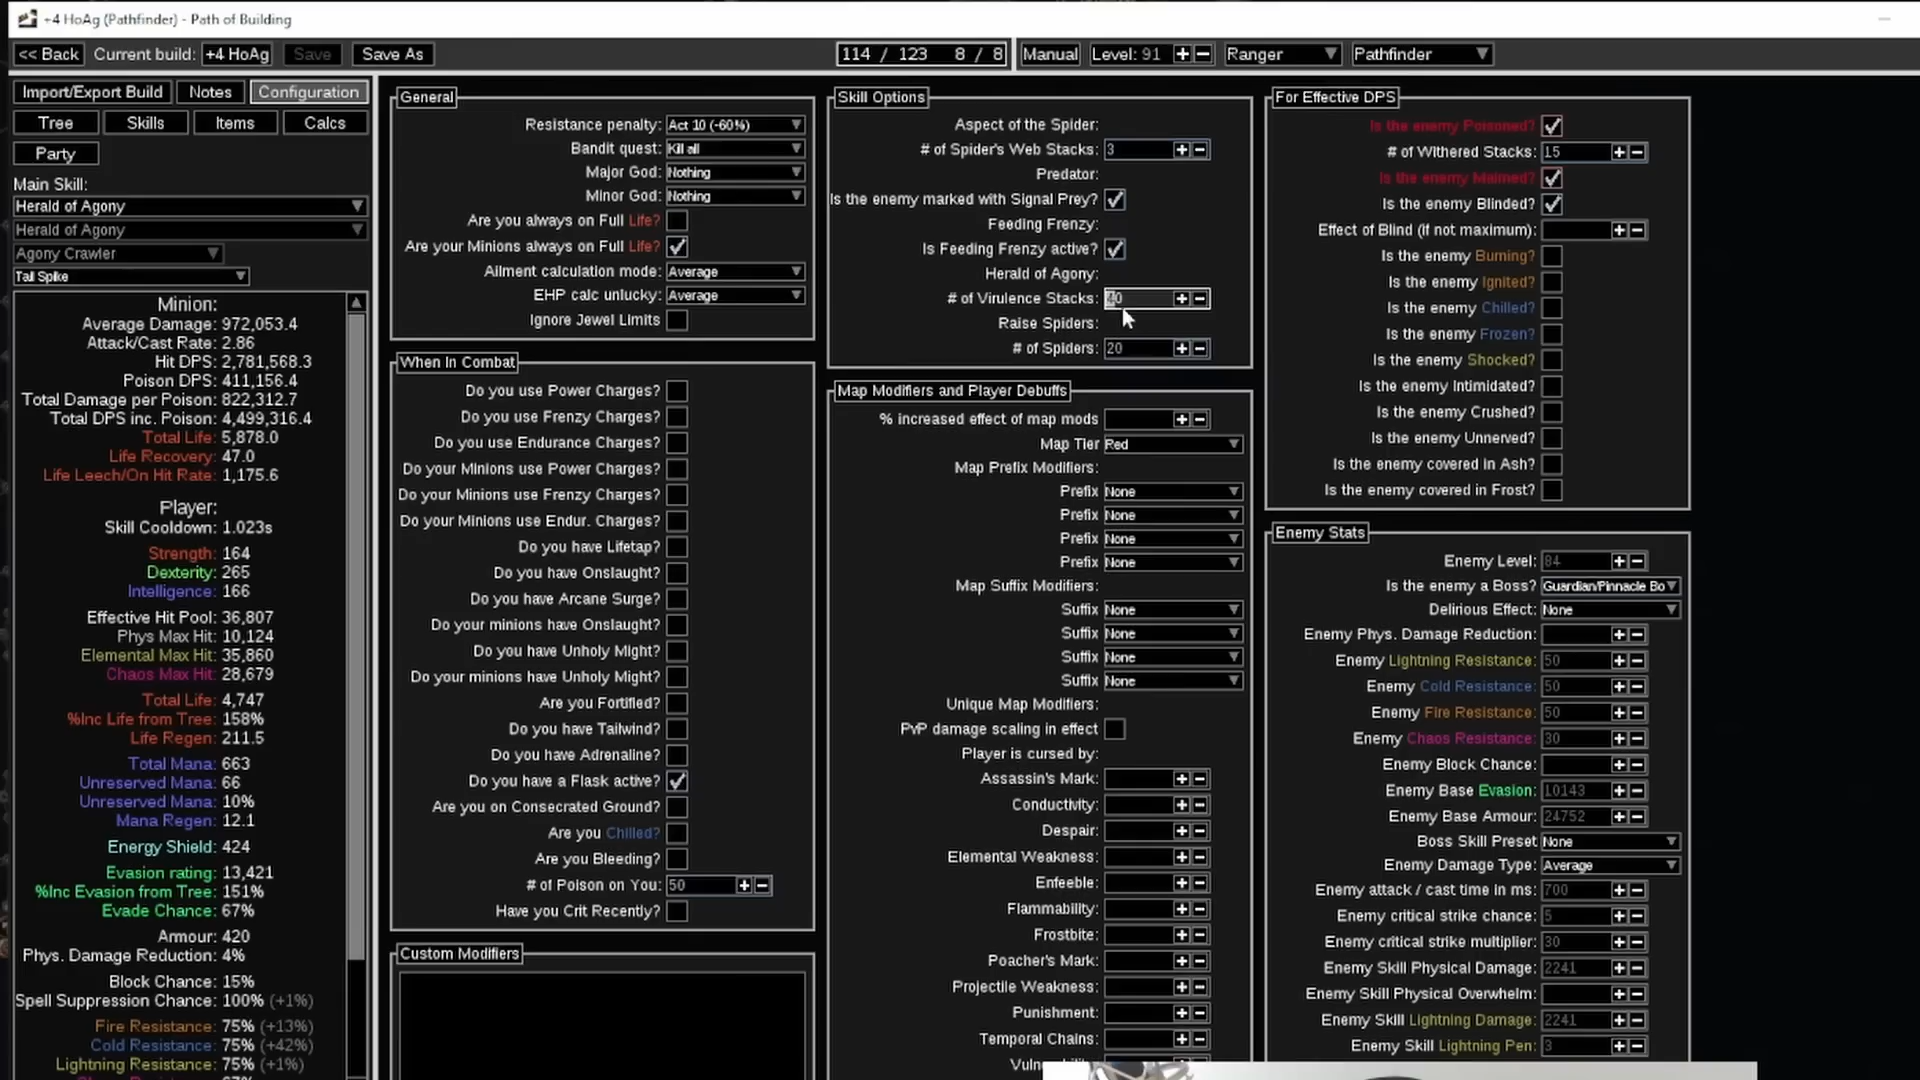 +4 HoAg (Pathfinder) - Path of Building
<< Back Current build: +4 HoAg Save Save As 114 / 123 8 / 8 Manual Level: 91 Ranger Pathfinder
Import/Export Build Notes Configuration
Tree Skills Items Calcs
Party
Main Skill:
Herald of Agony
Herald of Agony
Agony Crawler
Tail Spike
Minion:
Average Damage: 972,053.4
Attack/Cast Rate: 2.86
Hit DPS: 2,781,568.3
Poison DPS: 411,156.4
Total Damage per Poison: 822,312.7
Total DPS inc. Poison: 4,499,316.4
Total Life: 5,878.0
Life Recovery: 47.0
Life Leech/On Hit Rate: 1,175.6
Player:
Skill Cooldown: 1.023s
Strength: 164
Dexterity: 265
Intelligence: 166
Effective Hit Pool: 36,807
Phys Max Hit: 10,124
Elemental Max Hit: 35,860
Chaos Max Hit: 28,679
Total Life: 4,747
%Inc Life from Tree: 158%
Life Regen: 211.5
Total Mana: 663
Unreserved Mana: 66
Unreserved Mana: 10%
Mana Regen: 12.1
Energy Shield: 424
Evasion rating: 13,421
%Inc Evasion from Tree: 151%
Evade Chance: 67%
Armour: 420
Phys. Damage Reduction: 4%
Block Chance: 15%
Spell Suppression Chance: 100% (+1%)
Fire Resistance: 75% (+13%)
Cold Resistance: 75% (+42%)
Lightning Resistance: 75% (+1%)
General
Resistance penalty: Act 10 (-60%)
Bandit quest: Kill all
Major God: Nothing
Minor God: Nothing
Are you always on Full Life?
Are your Minions always on Full Life?
Ailment calculation mode: Average
EHP calc unlucky: Average
Ignore Jewel Limits
When In Combat
Do you use Power Charges?
Do you use Frenzy Charges?
Do you use Endurance Charges?
Do your Minions use Power Charges?
Do your Minions use Frenzy Charges?
Do your Minions use Endur. Charges?
Do you have Lifetap?
Do you have Onslaught?
Do you have Arcane Surge?
Do your minions have Onslaught?
Do you have Unholy Might?
Do your minions have Unholy Might?
Are you Fortified?
Do you have Tailwind?
Do you have Adrenaline?
Do you have a Flask active?
Are you on Consecrated Ground?
Are you Chilled?
Are you Bleeding?
# of Poison on You: 50
Have you Crit Recently?
Custom Modifiers
Skill Options
Aspect of the Spider:
# of Spider's Web Stacks: 3
Predator:
Is the enemy marked with Signal Prey?
Feeding Frenzy:
Is Feeding Frenzy active?
Herald of Agony:
# of Virulence Stacks: 40
Raise Spiders:
# of Spiders: 20
Map Modifiers and Player Debuffs
% increased effect of map mods
Map Tier Red
Map Prefix Modifiers:
Prefix None
Prefix None
Prefix None
Prefix None
Map Suffix Modifiers:
Suffix None
Suffix None
Suffix None
Suffix None
Unique Map Modifiers:
PvP damage scaling in effect
Player is cursed by:
Assassin's Mark:
Conductivity:
Despair:
Elemental Weakness:
Enfeeble:
Flammability:
Frostbite:
Poacher's Mark:
Projectile Weakness:
Punishment:
Temporal Chains:
For Effective DPS
Is the enemy Poisoned?
# of Withered Stacks: 15
Is the enemy Maimed?
Is the enemy Blinded?
Effect of Blind (if not maximum):
Is the enemy Burning?
Is the enemy Ignited?
Is the enemy Chilled?
Is the enemy Frozen?
Is the enemy Shocked?
Is the enemy Intimidated?
Is the enemy Crushed?
Is the enemy Unnerved?
Is the enemy covered in Ash?
Is the enemy covered in Frost?
Enemy Stats
Enemy Level: 84
Is the enemy a Boss? Guardian/Pinnacle Bo
Delirious Effect: None
Enemy Phys. Damage Reduction:
Enemy Lightning Resistance: 50
Enemy Cold Resistance: 50
Enemy Fire Resistance: 50
Enemy Chaos Resistance: 30
Enemy Block Chance:
Enemy Base Evasion: 10143
Enemy Base Armour: 24752
Boss Skill Preset None
Enemy Damage Type: Average
Enemy attack / cast time in ms: 700
Enemy critical strike chance: 5
Enemy critical strike multiplier: 30
Enemy Skill Physical Damage: 2241
Enemy Skill Physical Overwhelm:
Enemy Skill Lightning Damage: 2241
Enemy Skill Lightning Pen: 3